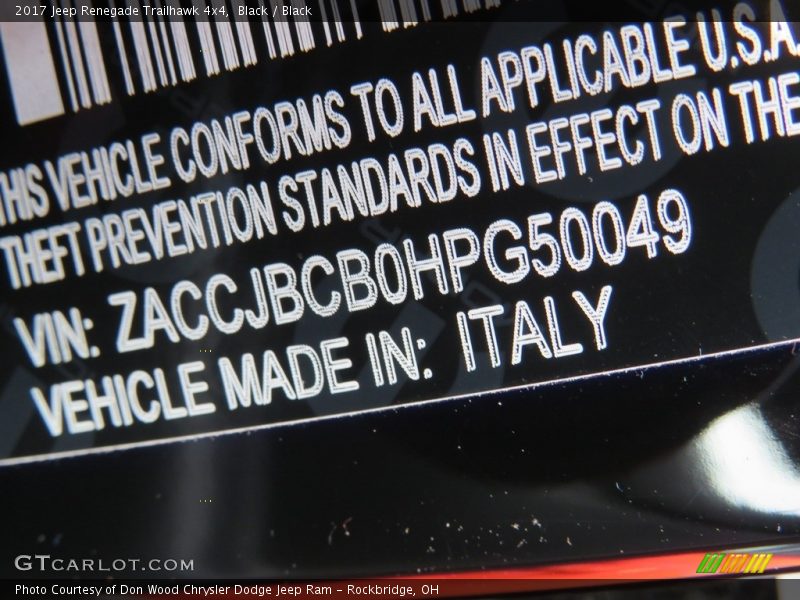 2017 Jeep Renegade Trailhawk 4x4, Black / Black
THIS VEHICLE CONFORMS TO ALL APPLICABLE U.S.A.
THEFT PREVENTION STANDARDS IN EFFECT ON THE
VIN: ZACCJBCB0HPG50049
VEHICLE MADE IN: ITALY
GTCARLOT.COM
Photo Courtesy of Don Wood Chrysler Dodge Jeep Ram – Rockbridge, OH